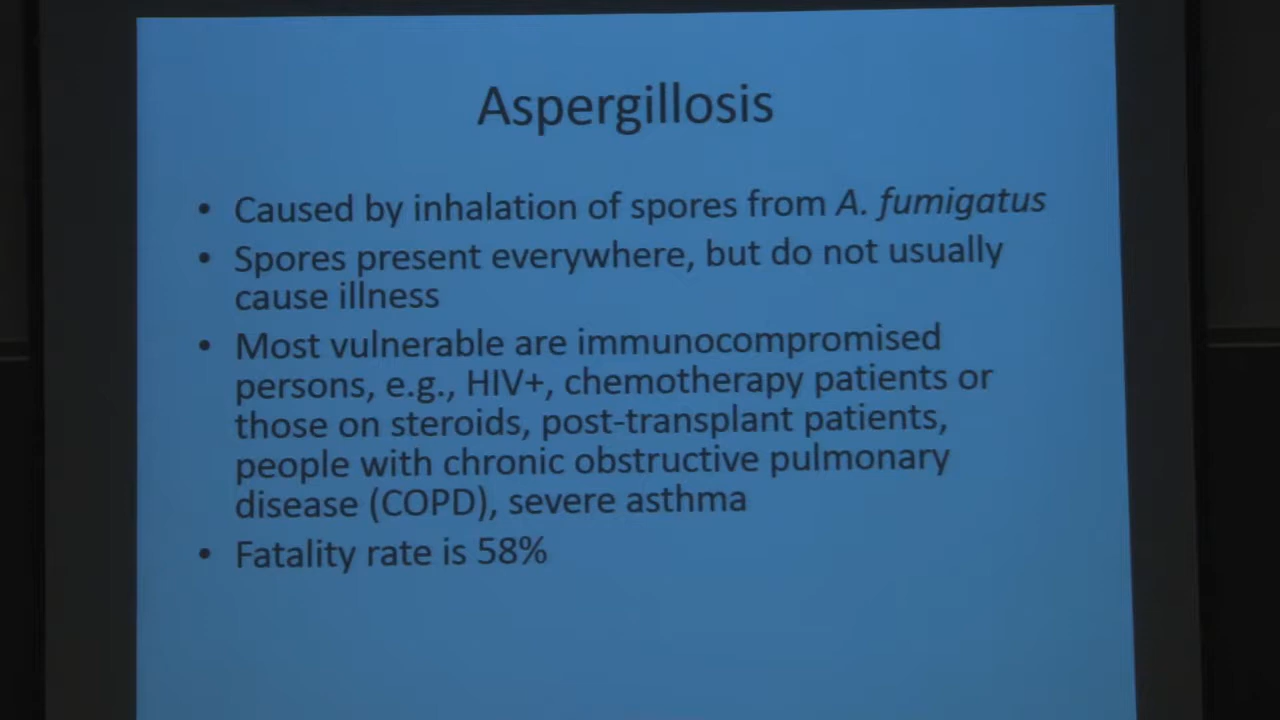 Aspergillosis
• Caused by inhalation of spores from A. fumigatus
• Spores present everywhere, but do not usually
cause illness
• Most vulnerable are immunocompromised
persons, e.g., HIV+, chemotherapy patients or
those on steroids, post-transplant patients,
people with chronic obstructive pulmonary
disease (COPD), severe asthma
• Fatality rate is 58%